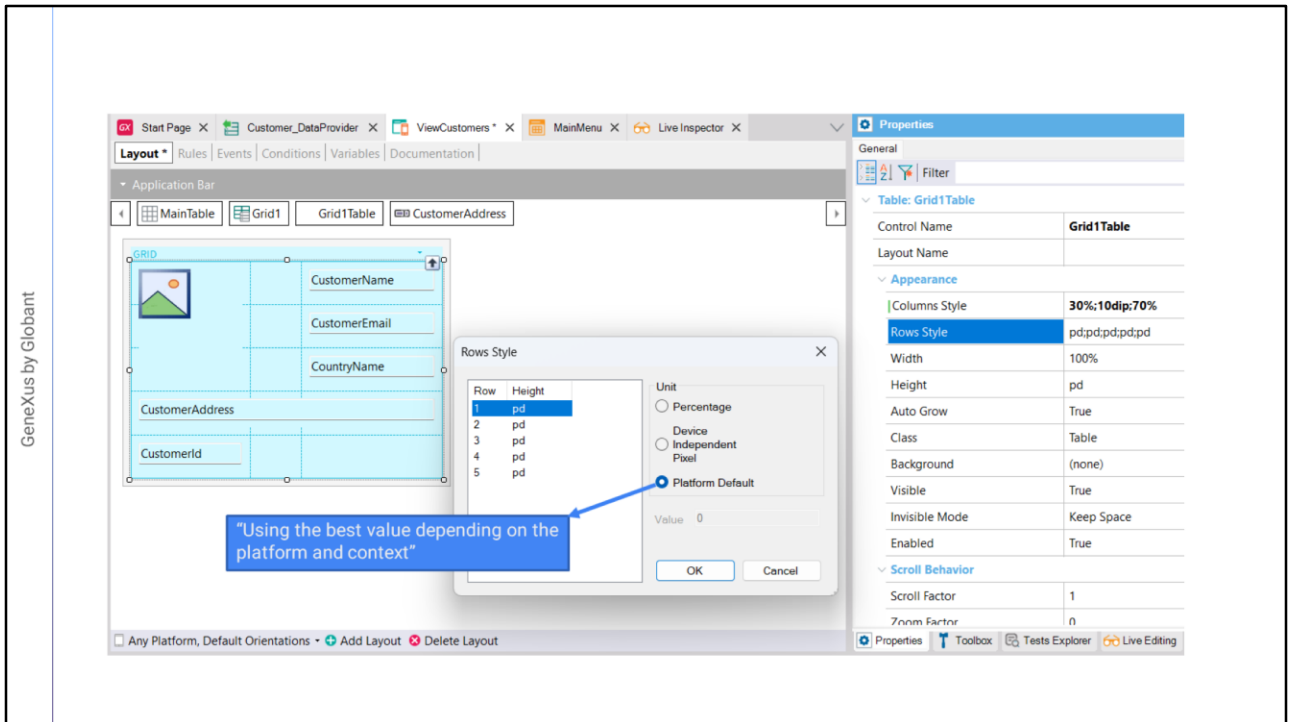 GeneXus by Globant
GX Start Page X Customer_DataProvider X ViewCustomers * X MainMenu X Live Inspector X
Layout * Rules Events Conditions Variables Documentation
Application Bar
MainTable Grid1 Grid1Table CustomerAddress
GRID
CustomerName
CustomerEmail
CountryName
CustomerAddress
CustomerId
Rows Style X
Row Height
1 pd
2 pd
3 pd
4 pd
5 pd
Unit
Percentage
Device
Independent
Pixel
Platform Default
Value 0
OK Cancel
“Using the best value depending on the
platform and context”
Any Platform, Default Orientations Add Layout Delete Layout
Properties
General
Filter
Table: Grid1Table
Control Name Grid1Table
Layout Name
Appearance
Columns Style 30%;10dip;70%
Rows Style pd;pd;pd;pd;pd
Width 100%
Height pd
Auto Grow True
Class Table
Background (none)
Visible True
Invisible Mode Keep Space
Enabled True
Scroll Behavior
Scroll Factor 1
Zoom Factor 0
Properties Toolbox Tests Explorer Live Editing